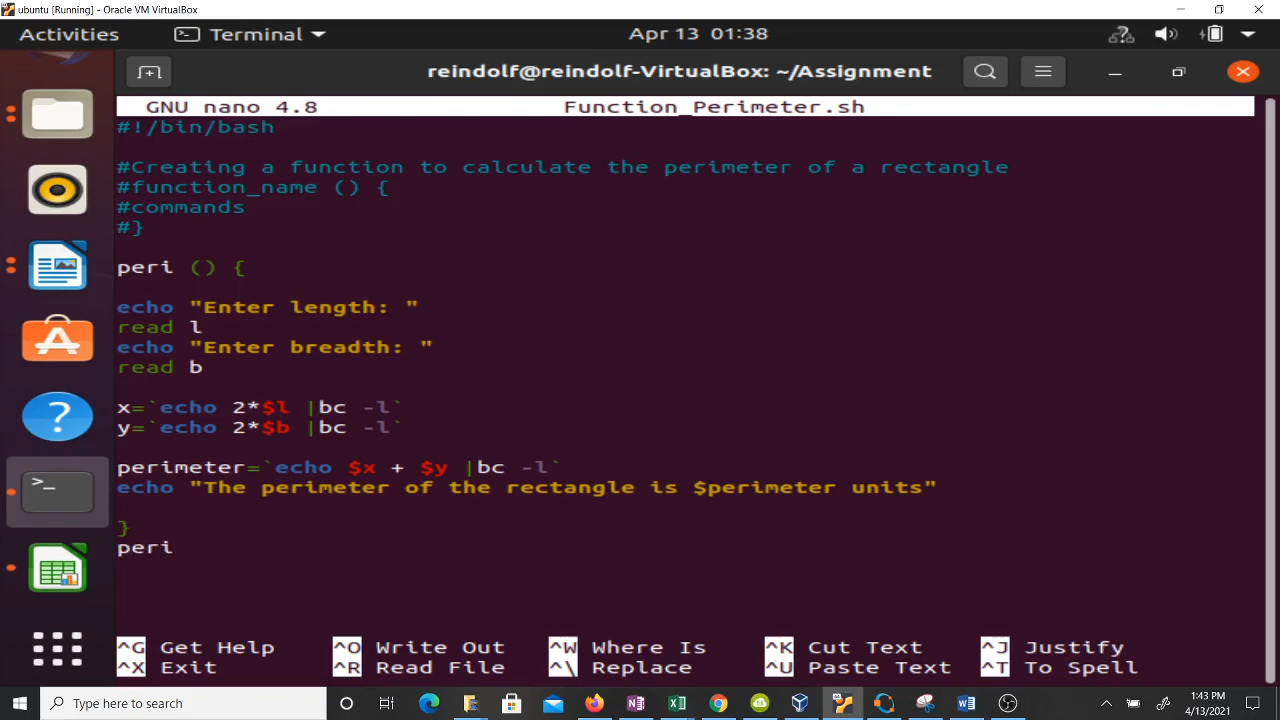 ubuntu [Running] - Oracle VM VirtualBox
Activities Terminal Apr 13 01:38
reindolf@reindolf-VirtualBox: ~/Assignment
GNU nano 4.8 Function_Perimeter.sh
#!/bin/bash
#Creating a function to calculate the perimeter of a rectangle
#function_name () {
#commands
#}
peri () {
echo "Enter length: "
read l
echo "Enter breadth: "
read b
x=`echo 2*$l |bc -l`
y=`echo 2*$b |bc -l`
perimeter=`echo $x + $y |bc -l`
echo "The perimeter of the rectangle is $perimeter units"
}
peri
^G Get Help ^O Write Out ^W Where Is ^K Cut Text ^J Justify
^X Exit ^R Read File ^\ Replace ^U Paste Text ^T To Spell
Type here to search
1:43 PM
4/13/2021